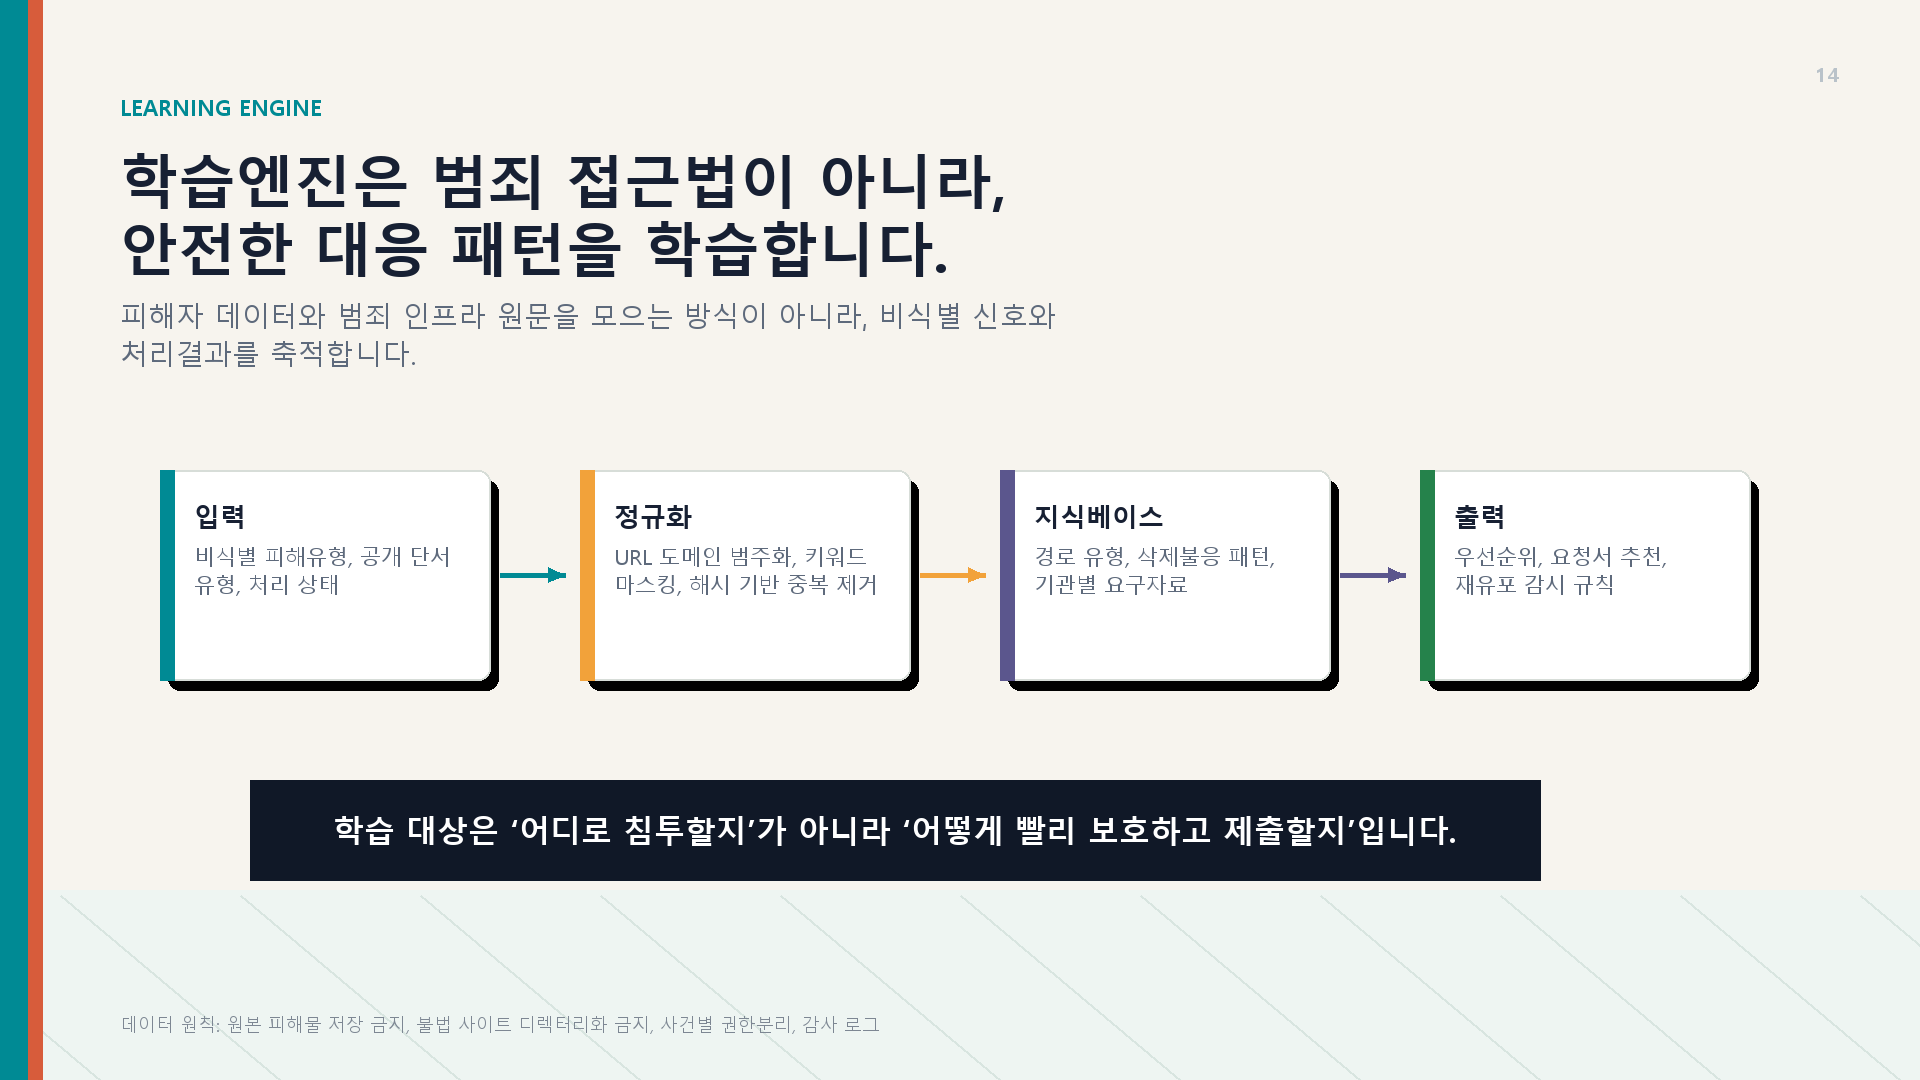 14
LEARNING ENGINE
학습엔진은 범죄 접근법이 아니라,
안전한 대응 패턴을 학습합니다.
피해자 데이터와 범죄 인프라 원문을 모으는 방식이 아니라, 비식별 신호와
처리결과를 축적합니다.
입력
비식별 피해유형, 공개 단서
유형, 처리 상태
정규화
URL 도메인 범주화, 키워드
마스킹, 해시 기반 중복 제거
지식베이스
경로 유형, 삭제불응 패턴,
기관별 요구자료
출력
우선순위, 요청서 추천,
재유포 감시 규칙
학습 대상은 ‘어디로 침투할지’가 아니라 ‘어떻게 빨리 보호하고 제출할지’입니다.
데이터 원칙: 원본 피해물 저장 금지, 불법 사이트 디렉터리화 금지, 사건별 권한분리, 감사 로그